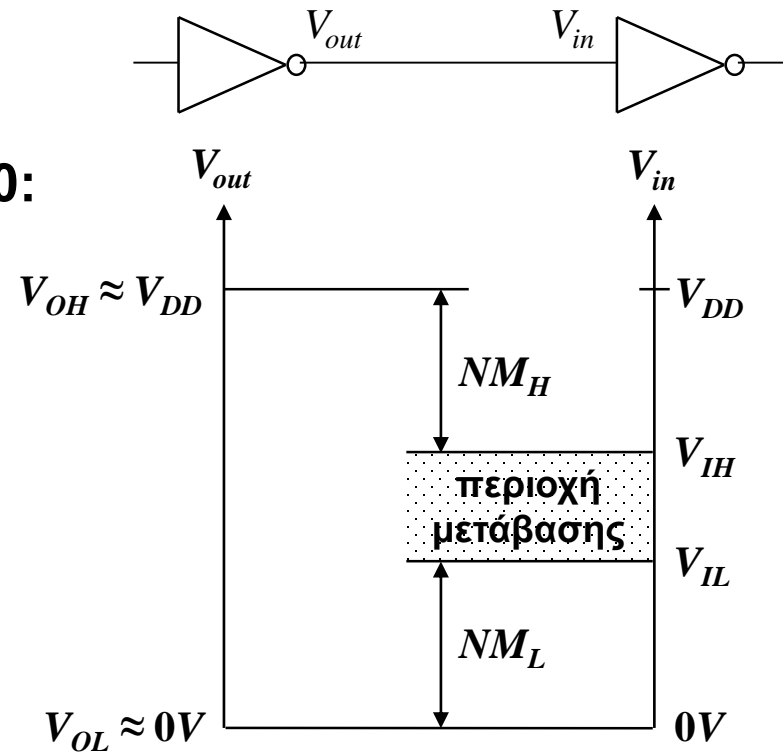 V_out V_in
0:
V_out V_in
V_OH ≈ V_DD V_DD
NM_H
V_IH
περιοχή
μετάβασης
V_IL
NM_L
V_OL ≈ 0V 0V